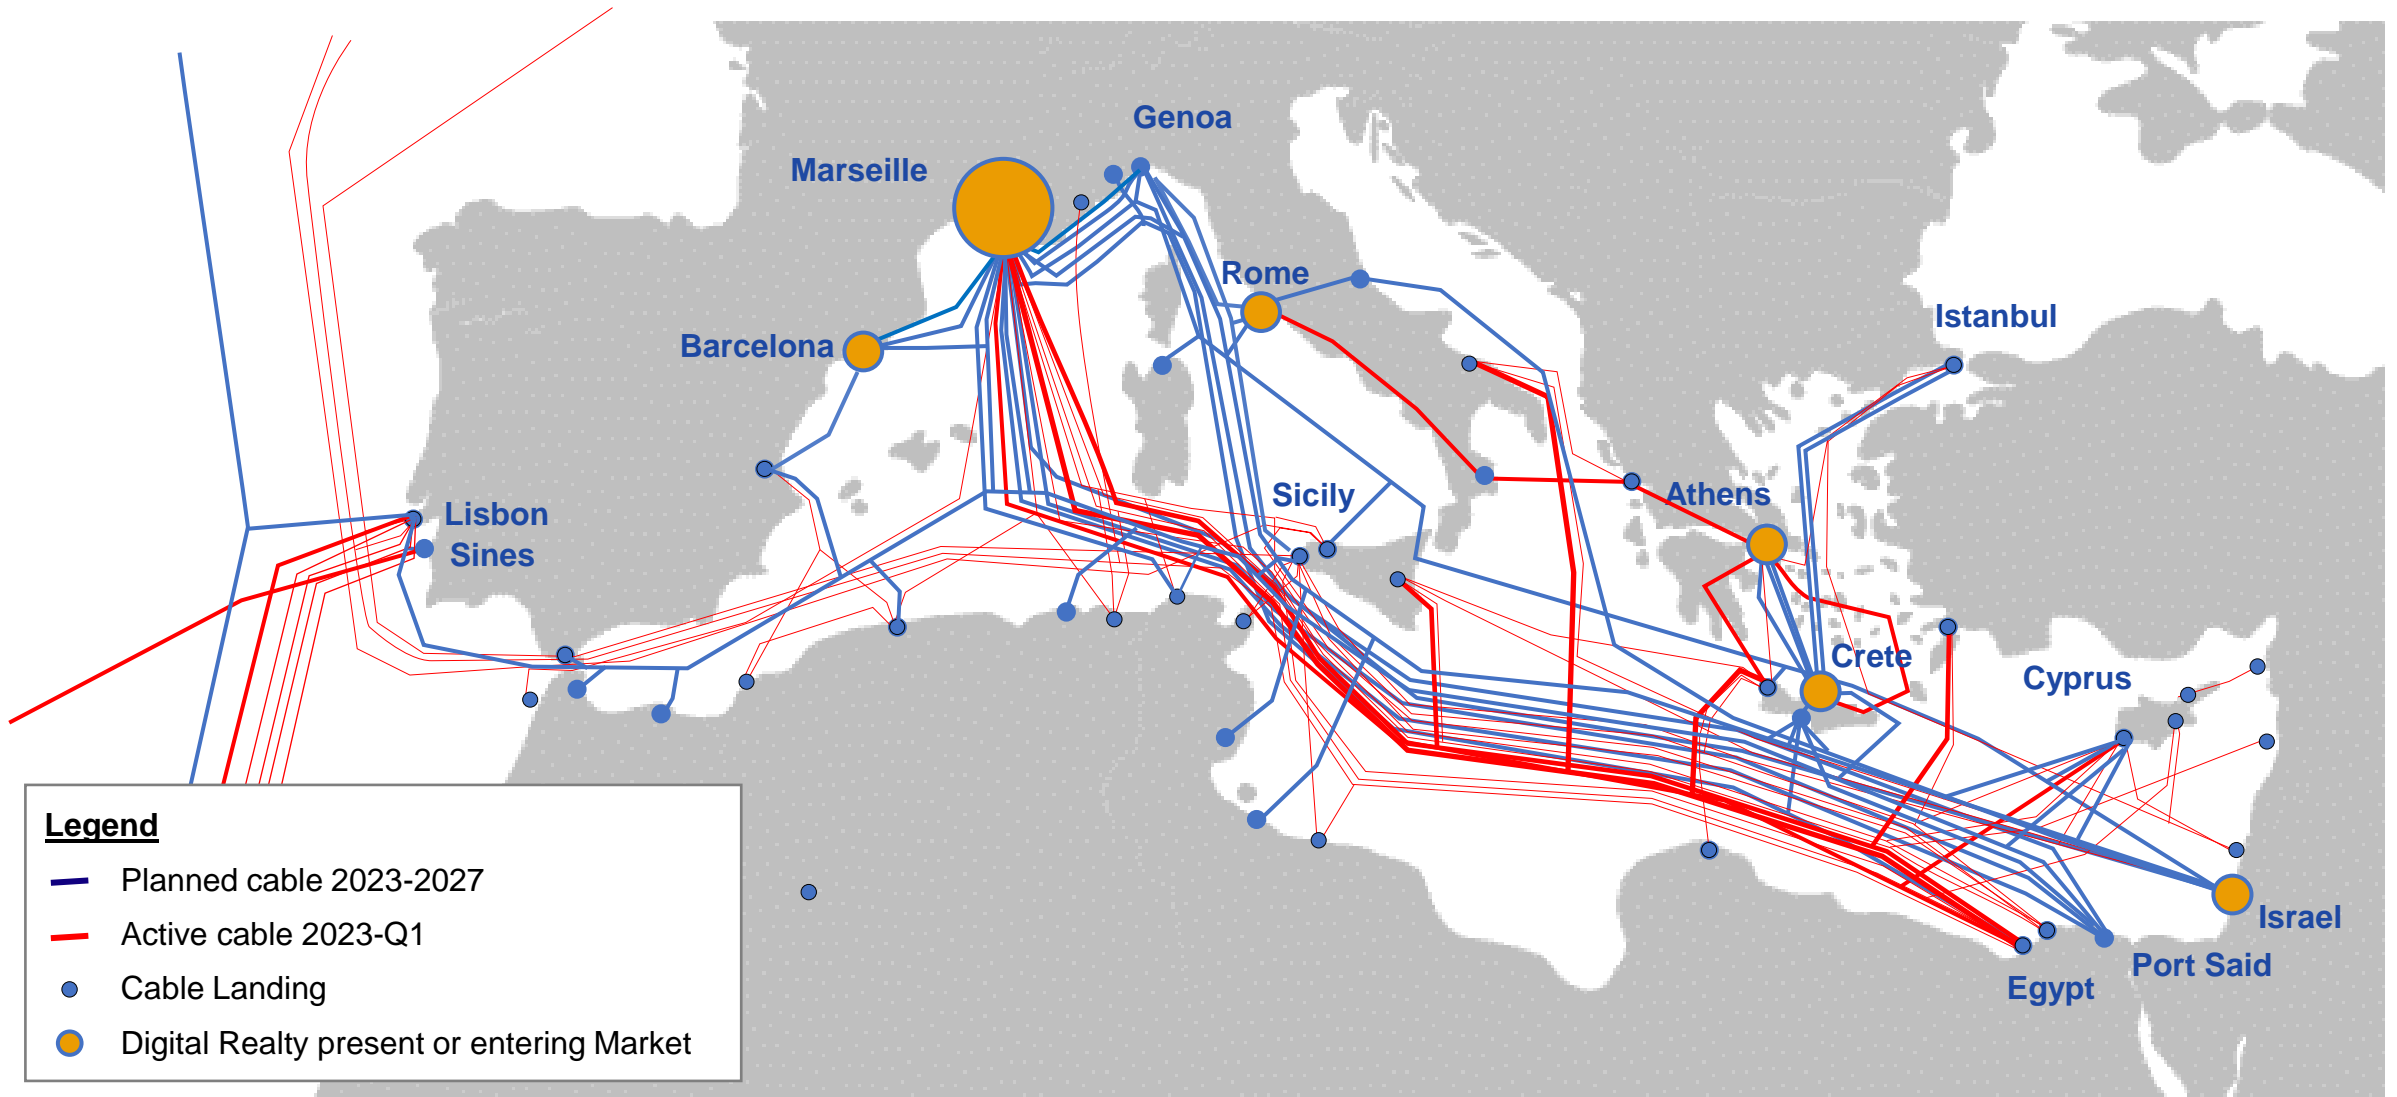 Genoa
Marseille
Rome
Istanbul
Barcelona
Sicily
Athens
Lisbon
Sines
Crete
Cyprus
Israel
Port Said
Egypt
Legend
Planned cable 2023-2027
Active cable 2023-Q1
Cable Landing
Digital Realty present or entering Market